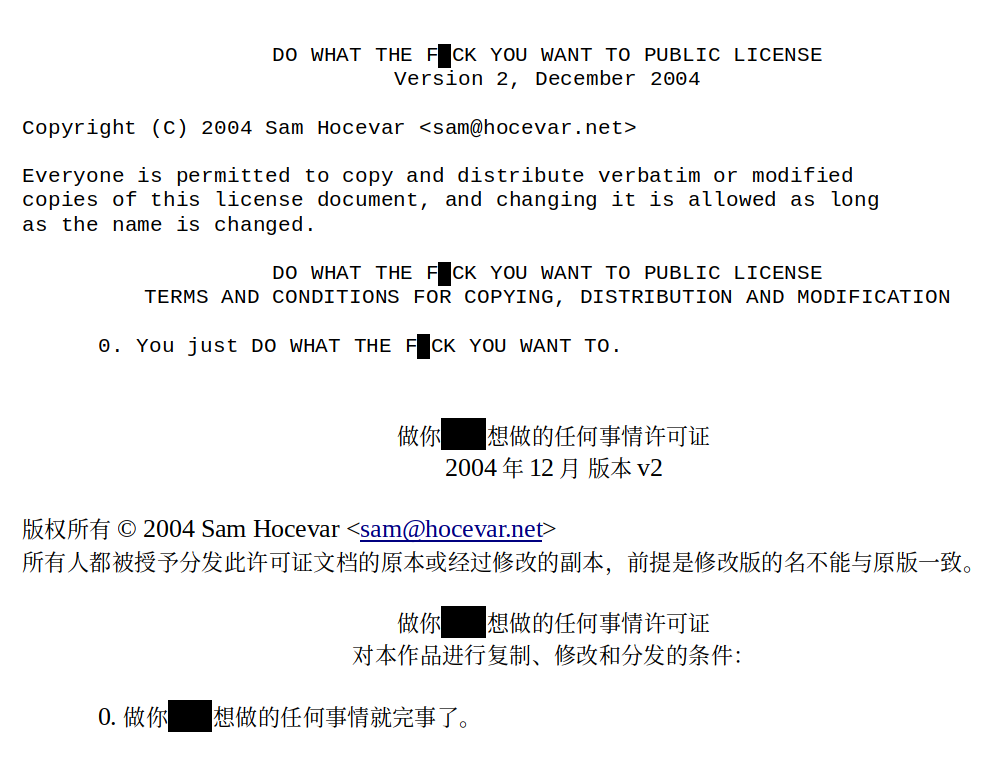 DO WHAT THE F█CK YOU WANT TO PUBLIC LICENSE
Version 2, December 2004
Copyright (C) 2004 Sam Hocevar <sam@hocevar.net>
Everyone is permitted to copy and distribute verbatim or modified
copies of this license document, and changing it is allowed as long
as the name is changed.
DO WHAT THE F█CK YOU WANT TO PUBLIC LICENSE
TERMS AND CONDITIONS FOR COPYING, DISTRIBUTION AND MODIFICATION
0. You just DO WHAT THE F█CK YOU WANT TO.
做你██想做的任何事情许可证
2004 年 12 月 版本 v2
版权所有 © 2004 Sam Hocevar <sam@hocevar.net>
所有人都被授予分发此许可证文档的原本或经过修改的副本，前提是修改版的名不能与原版一致。
做你██想做的任何事情许可证
对本作品进行复制、修改和分发的条件：
0. 做你██想做的任何事情就完事了。